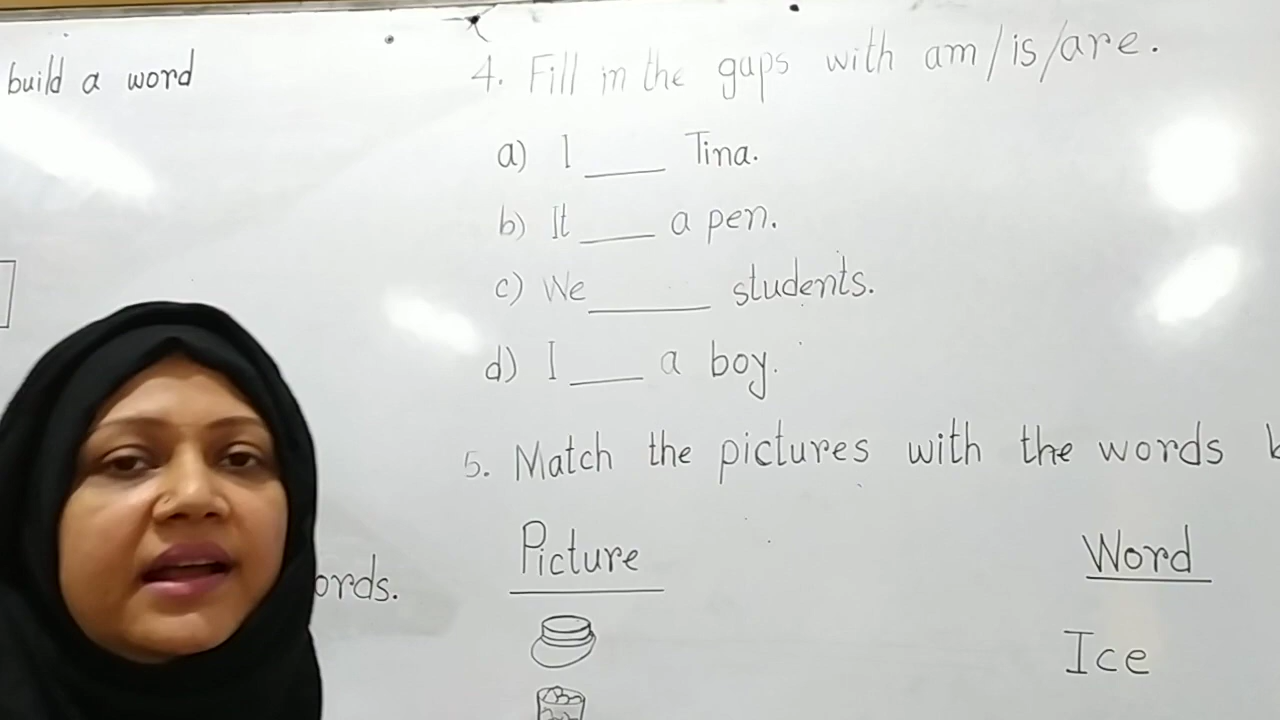 build a word
4. Fill in the gaps with am/is/are.
a) I ____ Tina.
b) It ____ a pen.
c) We ______ students.
d) I ____ a boy.
5. Match the pictures with the words
ords.
Picture
Word
Ice